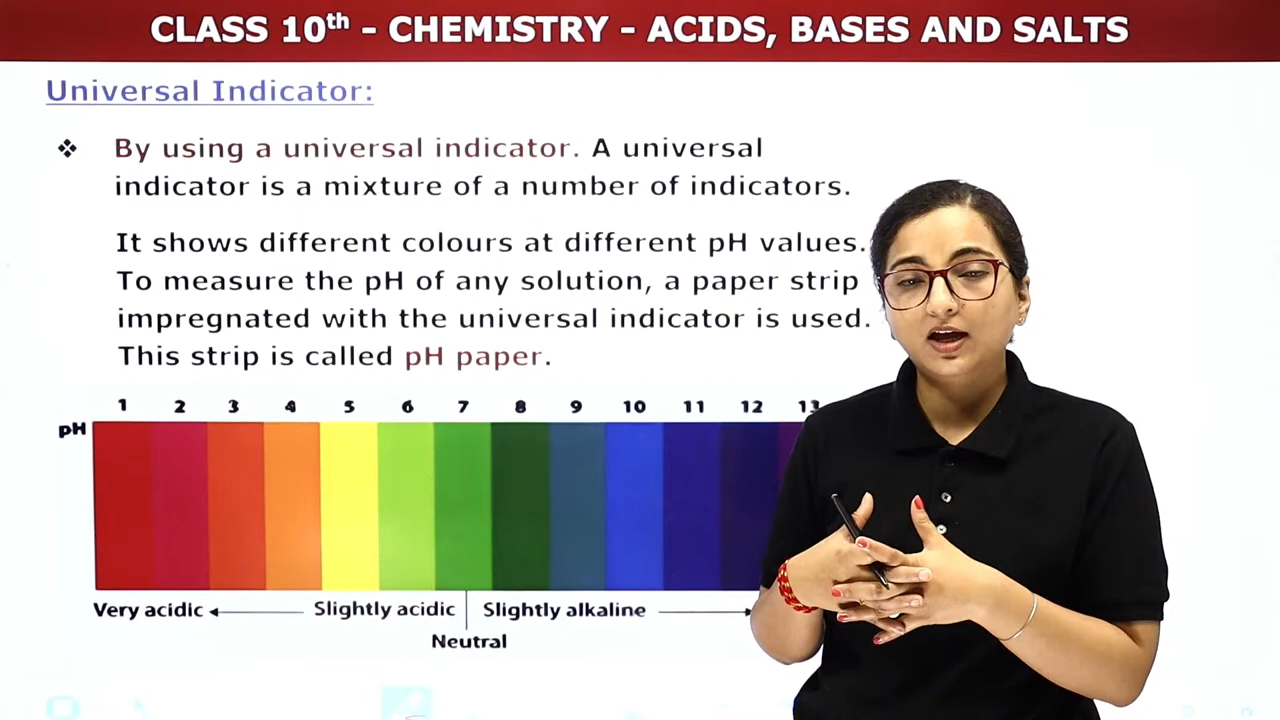 CLASS 10th - CHEMISTRY - ACIDS, BASES AND SALTS
Universal Indicator:
❖ By using a universal indicator. A universal
indicator is a mixture of a number of indicators.
It shows different colours at different pH values.
To measure the pH of any solution, a paper strip
impregnated with the universal indicator is used.
This strip is called pH paper.
1 2 3 4 5 6 7 8 9 10 11 12 13
pH
Very acidic Slightly acidic Slightly alkaline
Neutral